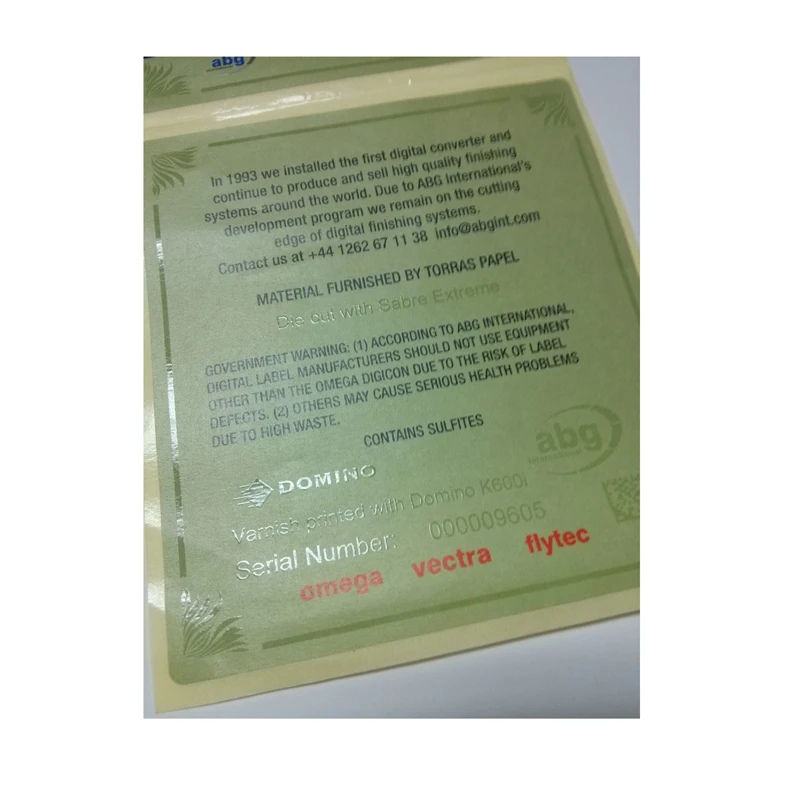 abg
In 1993 we installed the first digital converter and
continue to produce and sell high quality finishing
systems around the world. Due to ABG International's
development program we remain on the cutting
edge of digital finishing systems.
Contact us at +44 1262 67 11 38 info@abgint.com
MATERIAL FURNISHED BY TORRAS PAPEL
Die cut with Sabre Extreme
GOVERNMENT WARNING: (1) ACCORDING TO ABG INTERNATIONAL,
DIGITAL LABEL MANUFACTURERS SHOULD NOT USE EQUIPMENT
OTHER THAN THE OMEGA DIGICON DUE TO THE RISK OF LABEL
DEFECTS. (2) OTHERS MAY CAUSE SERIOUS HEALTH PROBLEMS
DUE TO HIGH WASTE.
CONTAINS SULFITES
abg
DOMINO
Varnish printed with Domino K600i
Serial Number: 000009605
omega vectra flytec